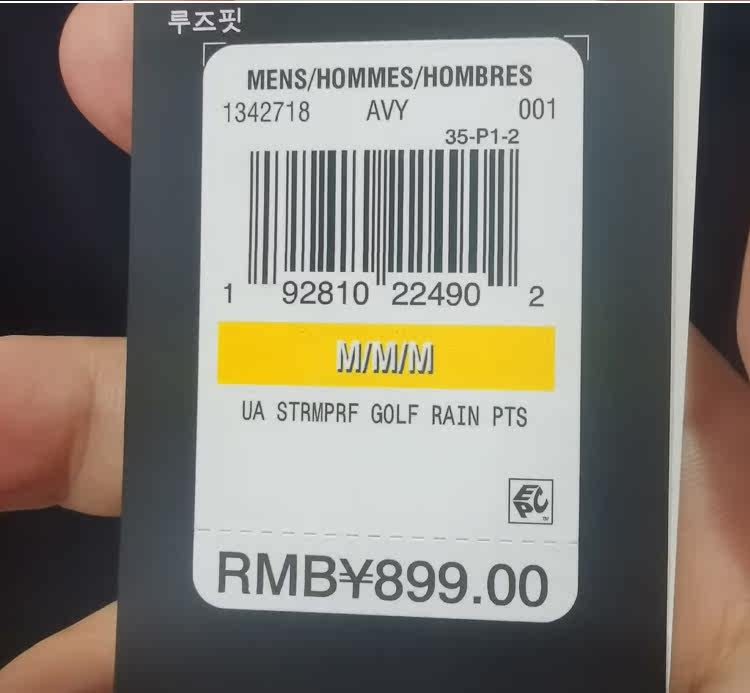 루즈핏
MENS/HOMMES/HOMBRES
1342718 AVY 001
35-P1-2
1 92810 22490 2
M/M/M
UA STRMPRF GOLF RAIN PTS
EPC
RMB¥899.00